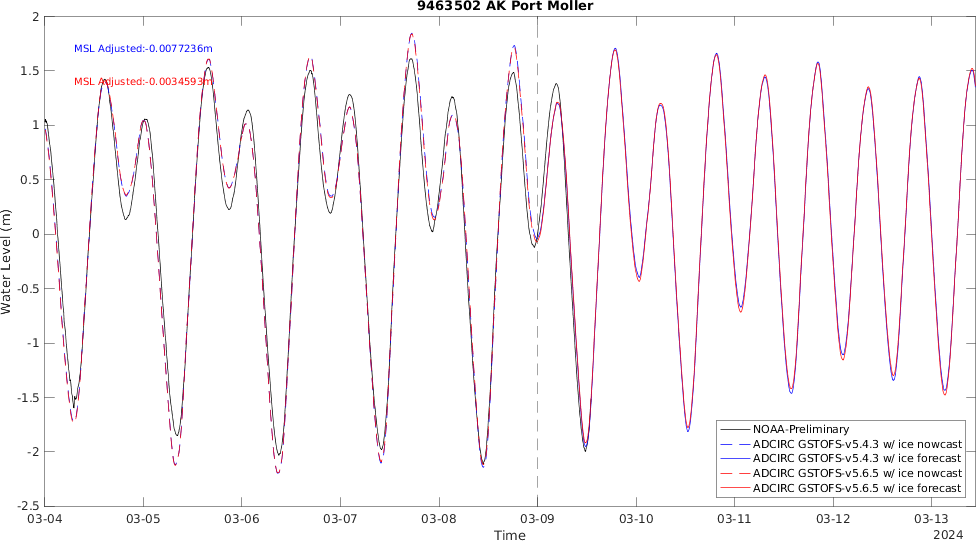 9463502 AK Port Moller
MSL Adjusted:-0.0077236m
MSL Adjusted:-0.0034593m
Water Level (m)
2
1.5
1
0.5
0
-0.5
-1
-1.5
-2
-2.5
NOAA-Preliminary
ADCIRC GSTOFS-v5.4.3 w/ ice nowcast
ADCIRC GSTOFS-v5.4.3 w/ ice forecast
ADCIRC GSTOFS-v5.6.5 w/ ice nowcast
ADCIRC GSTOFS-v5.6.5 w/ ice forecast
03-04 03-05 03-06 03-07 03-08 03-09 03-10 03-11 03-12 03-13
Time
2024